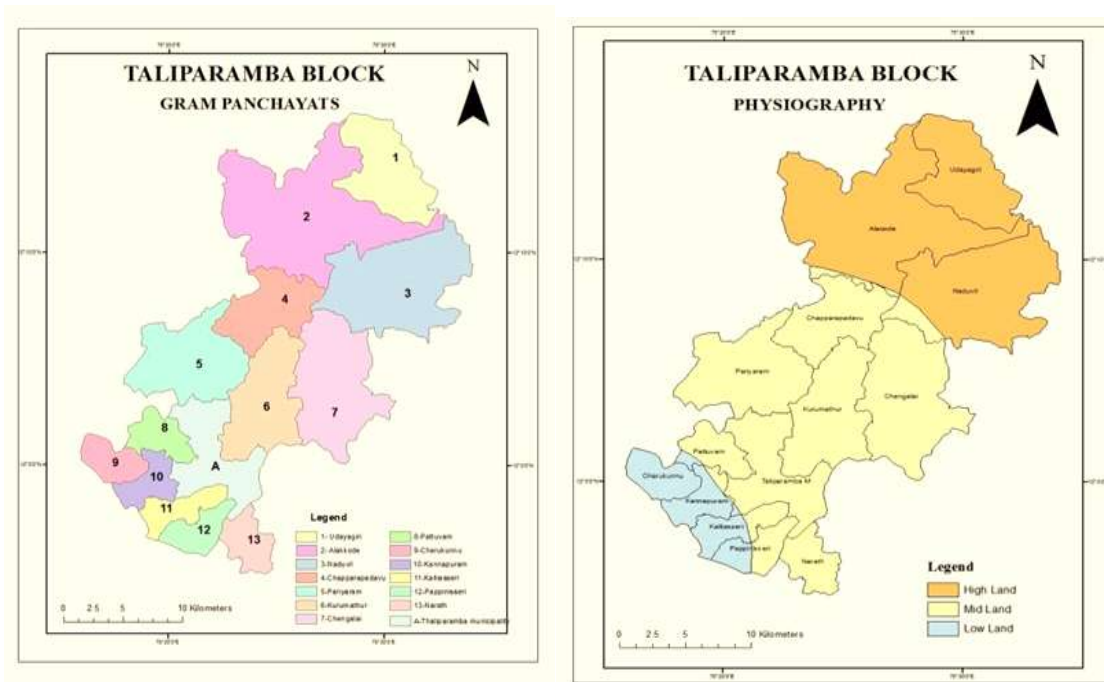 TALIPARAMBA BLOCK
GRAM PANCHAYATS
N
1
2
3
4
5
6
7
8
A
9
10
11
12
13
Legend
1- Udayagiri
2- Alakkode
3-Naduvil
4-Chapparapadavu
5-Pariyaram
6-Kurumathur
7-Chengalai
8-Pattuvam
9-Cherukunnu
10-Kannapuram
11-Kalliasseri
12-Pappinisseri
13-Narath
A-Thaliparamba municipality
0 2.5 5 10 Kilometers
TALIPARAMBA BLOCK
PHYSIOGRAPHY
N
Udayagiri
Alakode
Naduvil
Chapparapadavu
Pariyaram
Kurumathur
Chengalai
Pattuvam
Cherukunnu
Taliparamba M
Kannapuram
Kalliasseri
Pappinisseri
Narath
Legend
High Land
Mid Land
Low Land
0 2.5 5 10 Kilometers